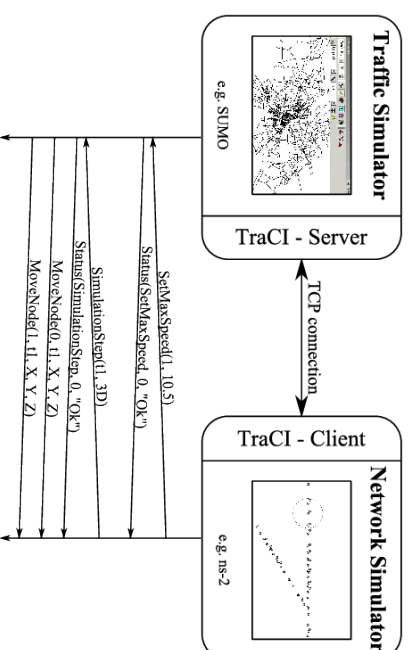 Traffic Simulator
e.g. SUMO
TraCI - Server
TCP connection
TraCI - Client
Network Simulator
e.g. ns-2
SetMaxSpeed(1, 10.5)
Status(SetMaxSpeed, 0, "Ok")
SimulationStep(t1, 3D)
Status(SimulationStep, 0, "Ok")
MoveNode(0, t1, X, Y, Z)
MoveNode(1, t1, X, Y, Z)